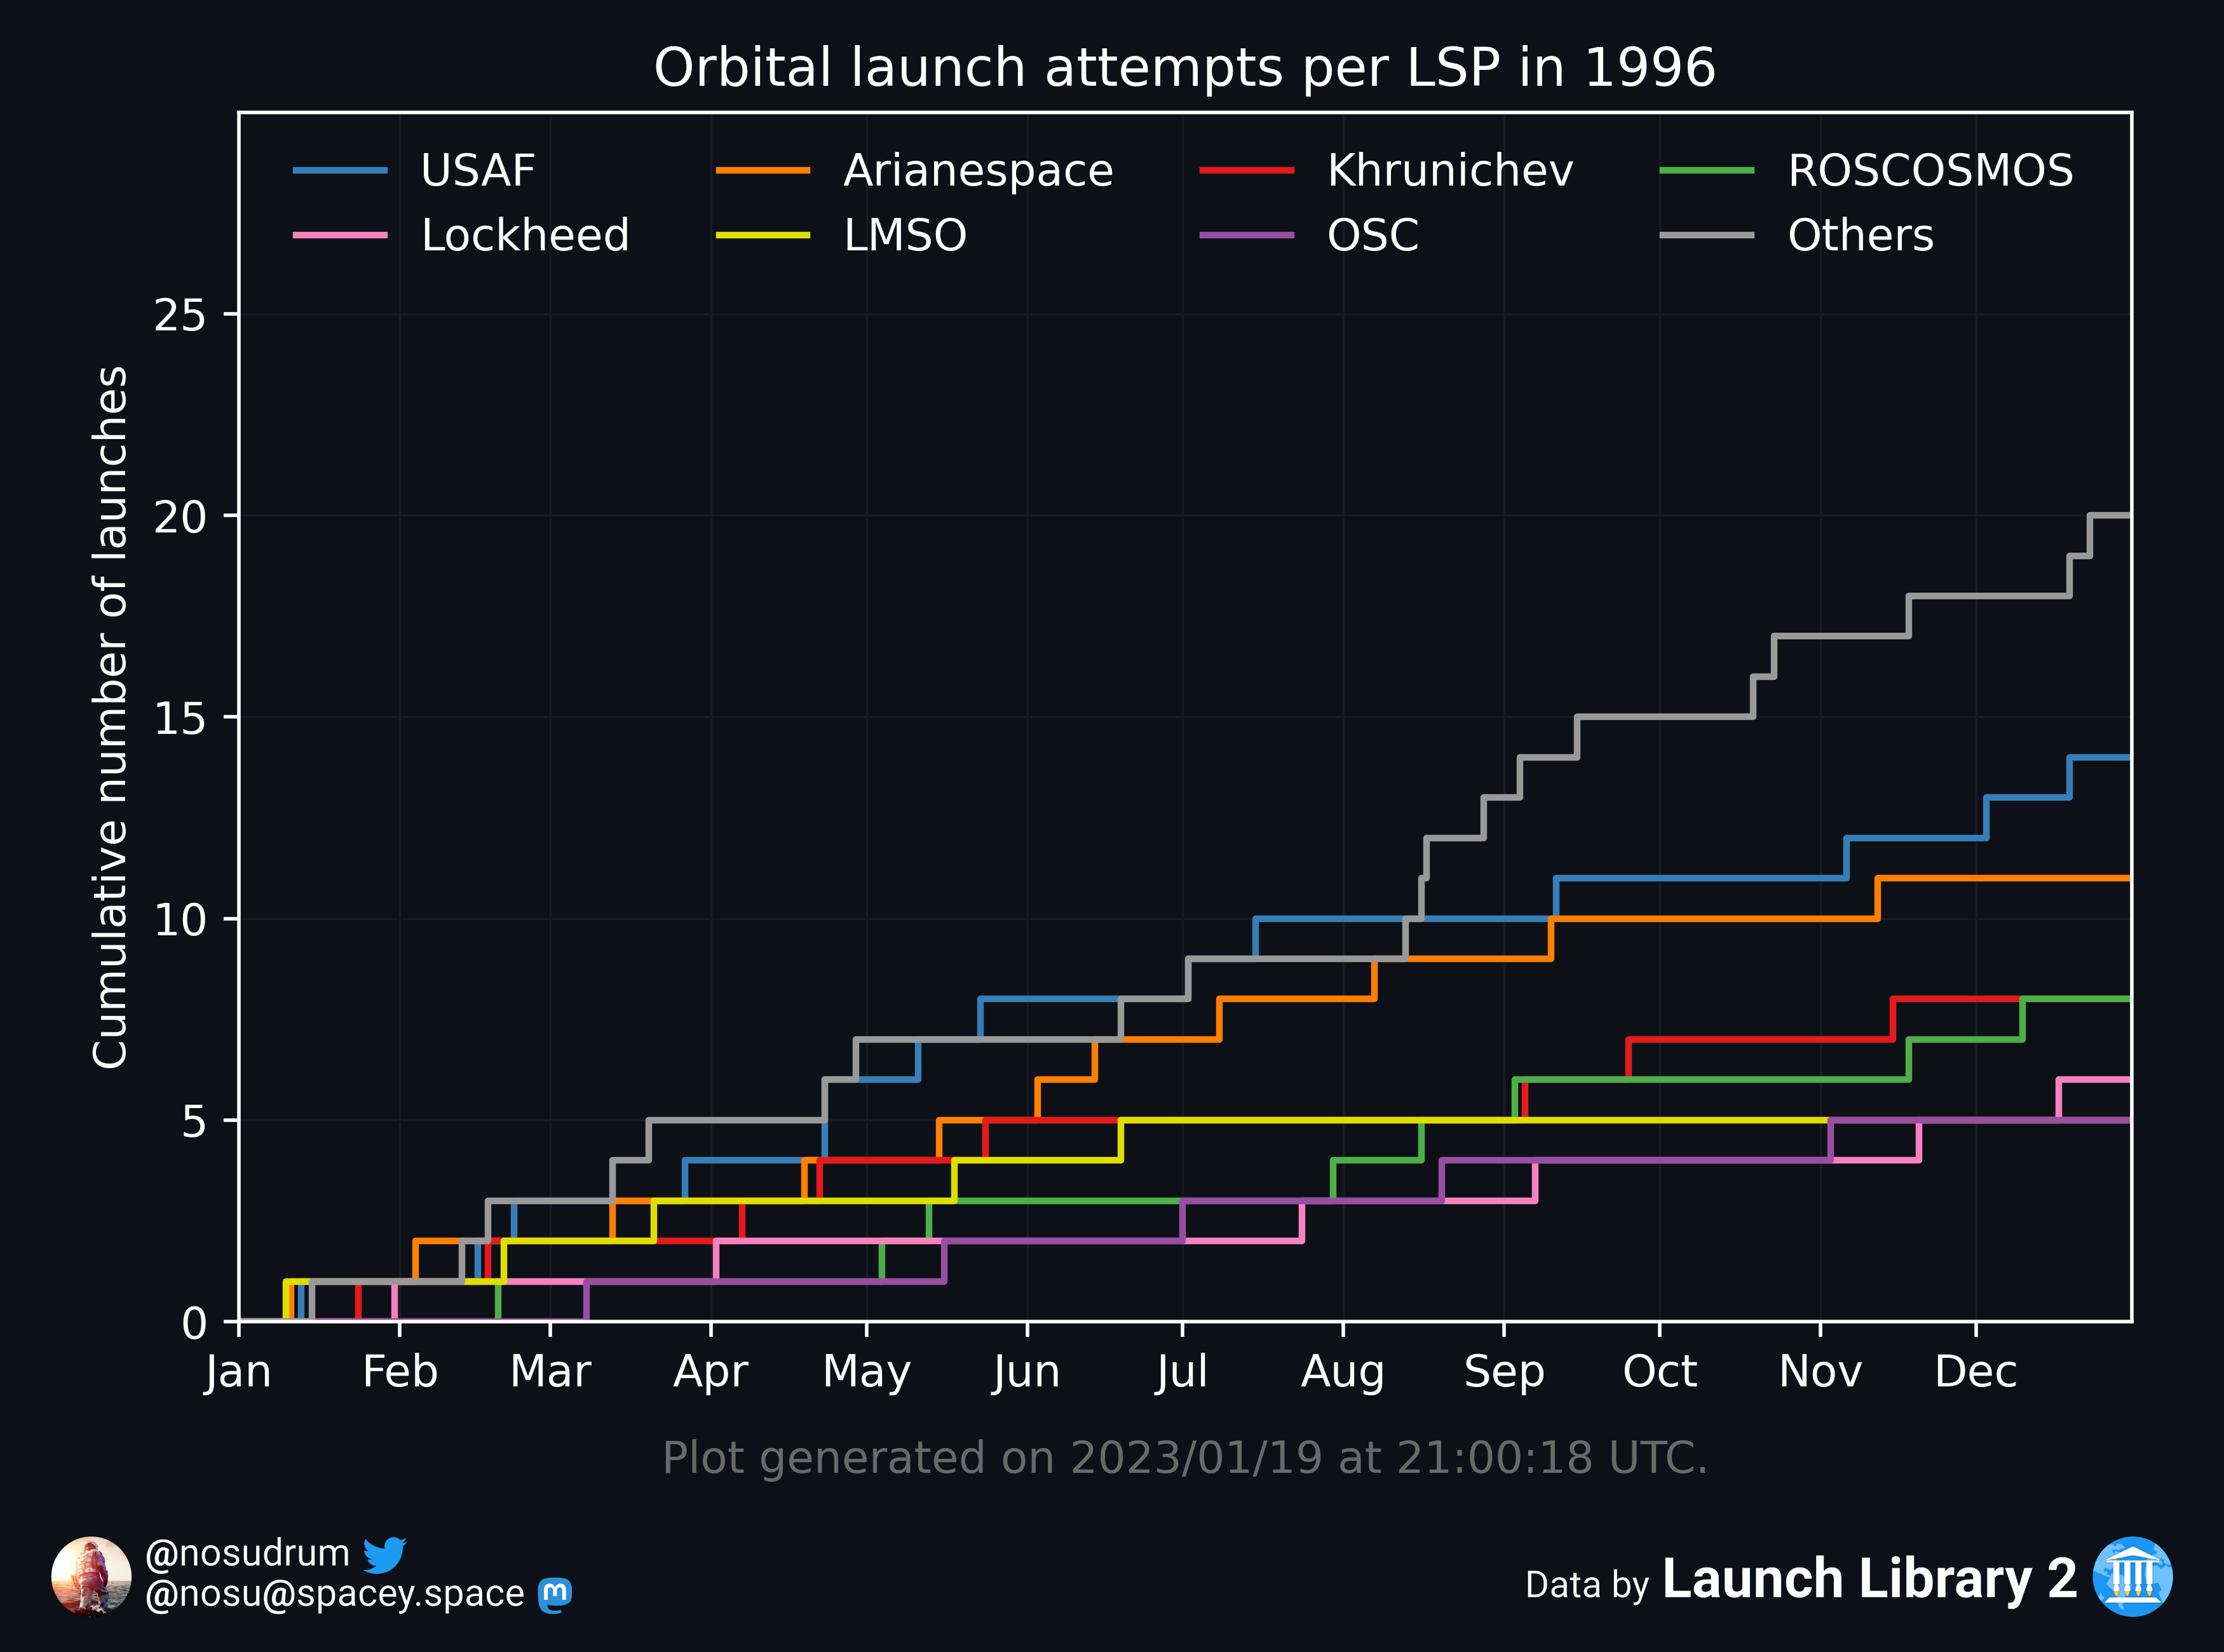 Orbital launch attempts per LSP in 1996
USAF Arianespace Khrunichev ROSCOSMOS
Lockheed LMSO OSC Others
Cumulative number of launches
25
20
15
10
5
0
Jan Feb Mar Apr May Jun Jul Aug Sep Oct Nov Dec
Plot generated on 2023/01/19 at 21:00:18 UTC.
@nosudrum
@nosu@spacey.space
Data by Launch Library 2